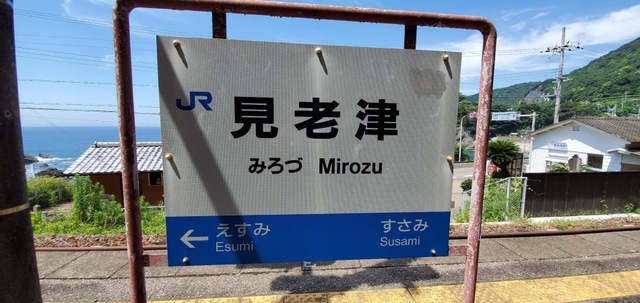 JR
見老津
みろづ Mirozu
← えすみ すさみ
Esumi Susami